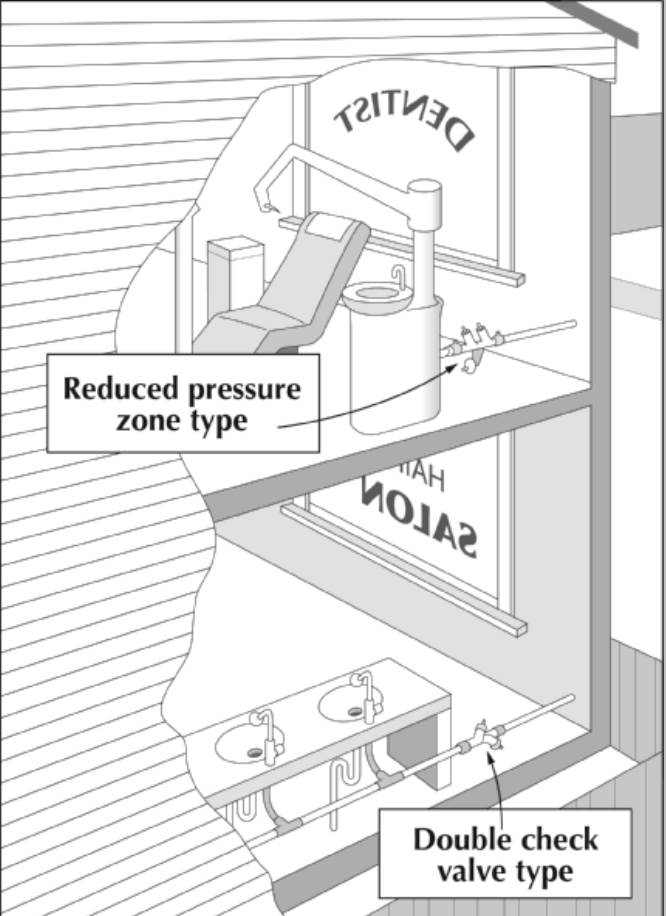 DENTIST
Reduced pressure
zone type
HAIR
SALON
Double check
valve type